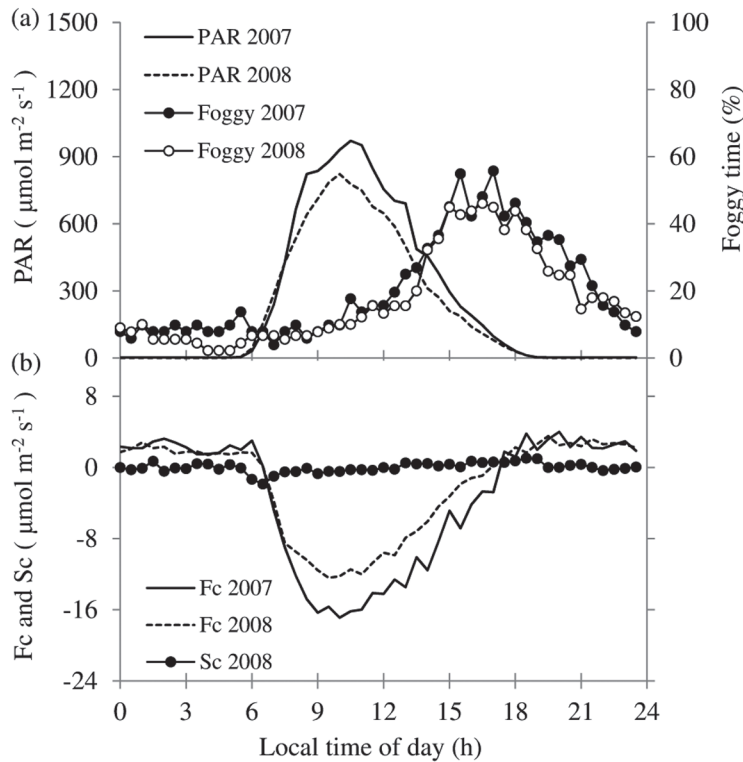 (a)
PAR ( μmol m⁻² s⁻¹)
1500
1200
900
600
300
0
PAR 2007
PAR 2008
Foggy 2007
Foggy 2008
100
80
60
40
20
0
Foggy time (%)
(b)
Fc and Sc ( μmol m⁻² s⁻¹)
8
0
-8
-16
-24
Fc 2007
Fc 2008
Sc 2008
0 3 6 9 12 15 18 21 24
Local time of day (h)